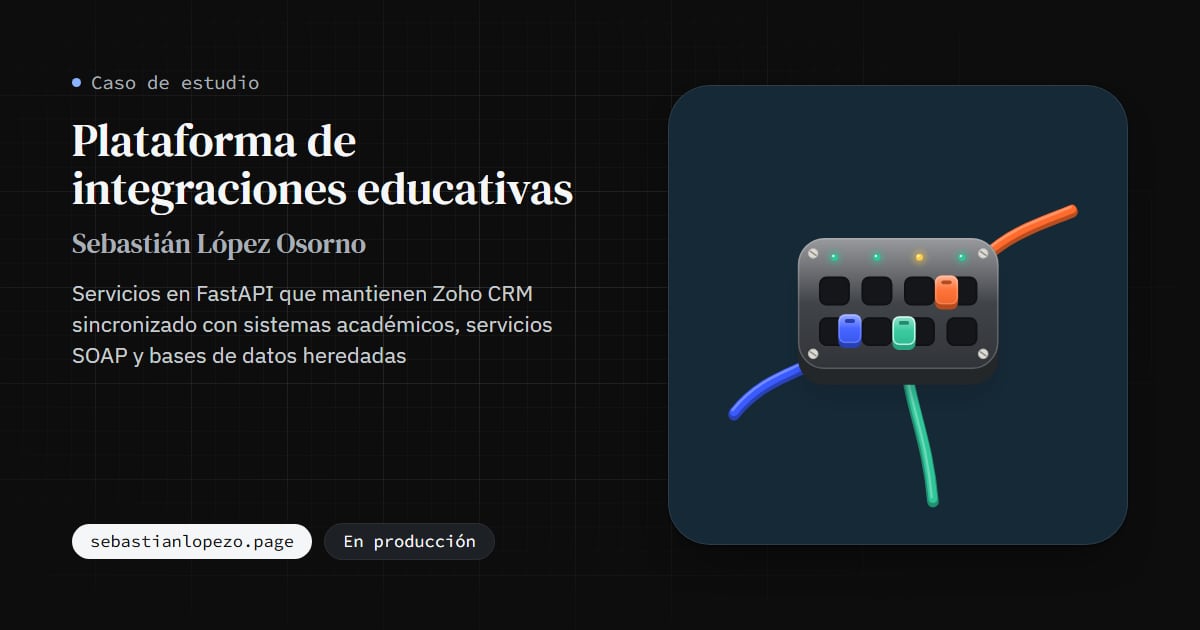 Caso de estudio
Plataforma de
integraciones educativas
Sebastián López Osorno
Servicios en FastAPI que mantienen Zoho CRM
sincronizado con sistemas académicos, servicios
SOAP y bases de datos heredadas
sebastianlopezo.page
En producción